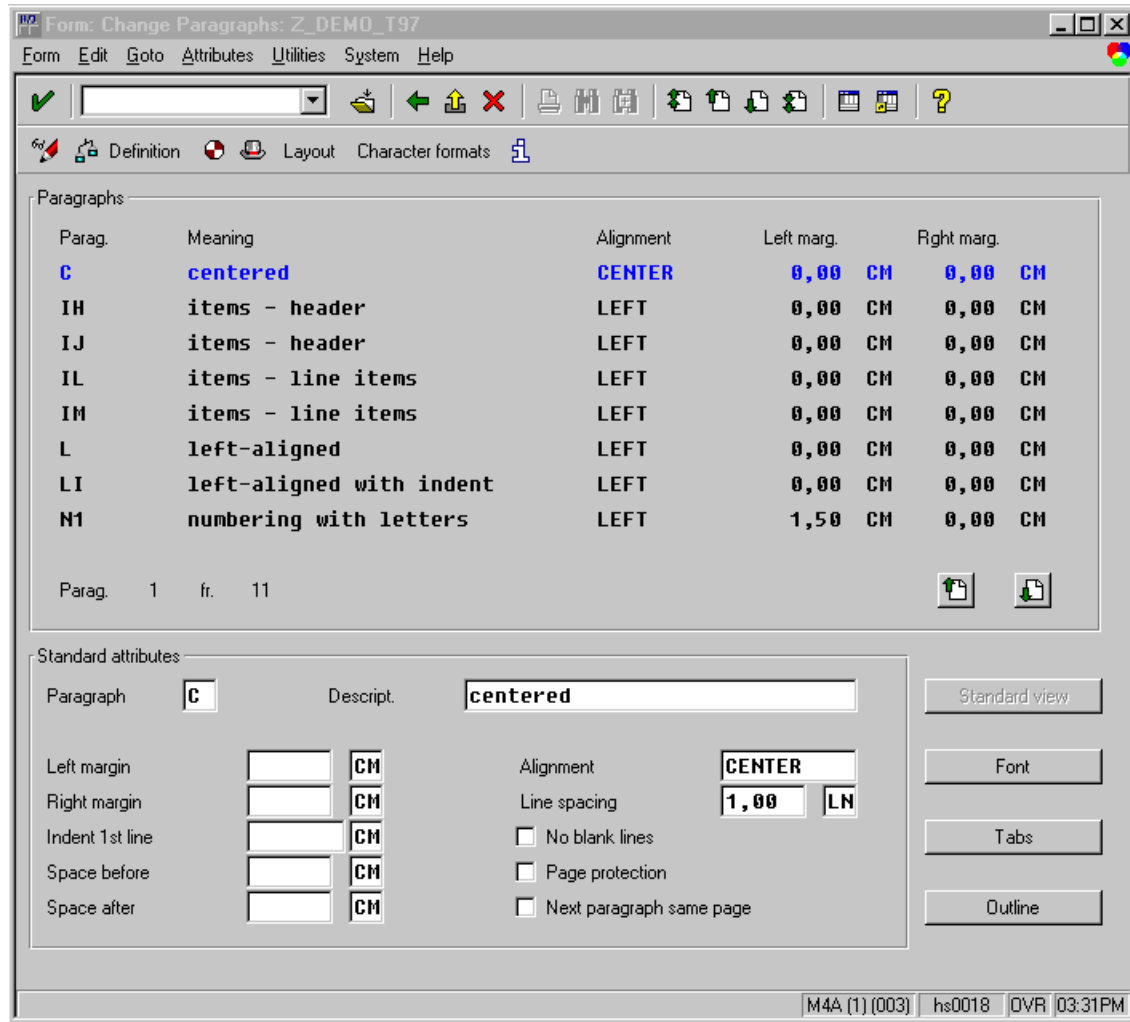 Form: Change Paragraphs: Z_DEMO_T97
Form Edit Goto Attributes Utilities System Help
Definition Layout Character formats
Paragraphs
Parag. Meaning Alignment Left marg. Rght marg.
C centered CENTER 0,00 CM 0,00 CM
IH items - header LEFT 0,00 CM 0,00 CM
IJ items - header LEFT 0,00 CM 0,00 CM
IL items - line items LEFT 0,00 CM 0,00 CM
IM items - line items LEFT 0,00 CM 0,00 CM
L left-aligned LEFT 0,00 CM 0,00 CM
LI left-aligned with indent LEFT 0,00 CM 0,00 CM
N1 numbering with letters LEFT 1,50 CM 0,00 CM
Parag. 1 fr. 11
Standard attributes
Paragraph C Descript. centered Standard view
Left margin CM Alignment CENTER Font
Right margin CM Line spacing 1,00 LN
Indent 1st line CM No blank lines Tabs
Space before CM Page protection
Space after CM Next paragraph same page Outline
M4A (1) (003) hs0018 OVR 03:31PM